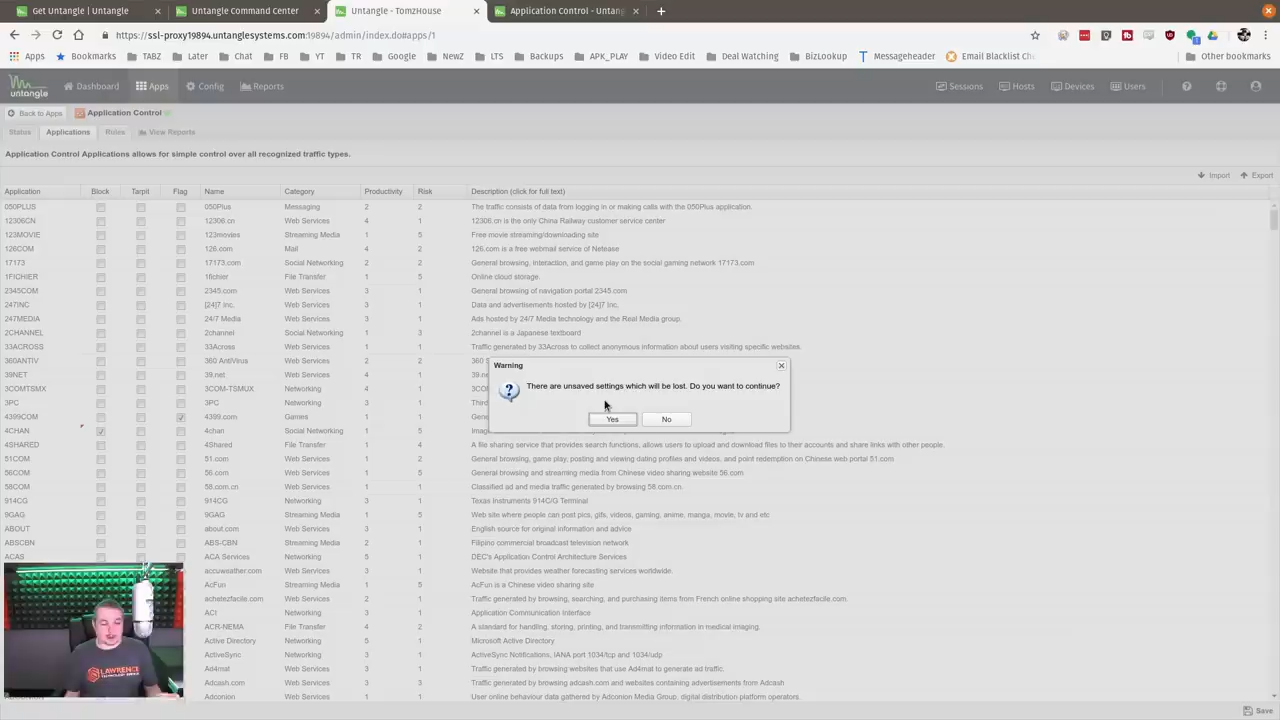 Get Untangle | Untangle
Untangle Command Center
Untangle - TomzHouse
Application Control - Untang
https://ssl-proxy19894.untanglesystems.com:19894/admin/index.do#apps/1
Apps Bookmarks TABZ Later Chat FB YT TR Google NewZ LTS Backups APK_PLAY Video Edit Deal Watching BizLookup Messageheader Email Blacklist Che Other bookmarks
untangle Dashboard Apps Config Reports Sessions Hosts Devices Users
Back to Apps Application Control
Status Applications Rules View Reports
Application Control Applications allows for simple control over all recognized traffic types.
Import Export
Application Block Tarpit Flag Name Category Productivity Risk Description (click for full text)
050PLUS 050Plus Messaging 2 2 The traffic consists of data from logging in or making calls with the 050Plus application.
12306CN 12306.cn Web Services 4 1 12306.cn is the only China Railway customer service center
123MOVIE 123movies Streaming Media 1 5 Free movie streaming/downloading site
126COM 126.com Mail 4 2 126.com is a free webmail service of Netease
17173 17173.com Social Networking 2 2 General browsing, interaction, and game play on the social gaming network 17173.com
1FICHIER 1fichier File Transfer 1 5 Online cloud storage.
2345COM 2345.com Web Services 3 1 General browsing of navigation portal 2345.com
247INC [24]7 Inc. Web Services 3 1 Data and advertisements hosted by [24]7 Inc.
247MEDIA 24/7 Media Web Services 3 1 Ads hosted by 24/7 Media technology and the Real Media group.
2CHANNEL 2channel Social Networking 1 3 2channel is a Japanese textboard
33ACROSS 33Across Web Services 1 1 Traffic generated by 33Across to collect anonymous information about users visiting specific websites.
360ANTIV 360 AntiVirus Web Services 2 2 360 S
39NET 39.net Web Services 4 1 39.ne
3COMTSMX 3COM-TSMUX Networking 4 1 3CO
3PC 3PC Networking 3 1 Third
4399COM 4399.com Games 1 1 Gene
4CHAN 4chan Social Networking 1 5 Imag
4SHARED 4Shared File Transfer 1 4 A file sharing service that provides search functions, allows users to upload and download files to their accounts and share links with other people.
51COM 51.com Web Services 1 2 General browsing, game play, posting and viewing dating profiles and videos, and point redemption on Chinese web portal 51.com
56COM 56.com Web Services 1 1 General browsing and streaming media from Chinese video sharing website 56.com
58COM 58.com.cn Web Services 1 1 Classified ad and media traffic generated by browsing 58.com.cn.
914CG 914CG Networking 3 1 Texas Instruments 914C/G Terminal
9GAG 9GAG Streaming Media 1 5 Web site where people can post pics, gifs, videos, gaming, anime, manga, movie, tv and etc
ABOUT about.com Web Services 3 1 English source for original information and advice
ABSCBN ABS-CBN Streaming Media 2 1 Filipino commercial broadcast television network
ACAS ACA Services Networking 5 1 DEC's Application Control Architecture Services
accuweather.com Web Services 3 1 Website that provides weather forecasting services worldwide.
AcFun Streaming Media 1 5 AcFun is a Chinese video sharing site
achetezfacile.com Web Services 2 1 Traffic generated by browsing, searching, and purchasing items from French online shopping site achetezfacile.com.
ACI Networking 3 1 Application Communication Interface
ACR-NEMA File Transfer 4 2 A standard for handling, storing, printing, and transmitting information in medical imaging.
Active Directory Networking 5 1 Microsoft Active Directory
ActiveSync Networking 3 1 ActiveSync Notifications, IANA port 1034/tcp and 1034/udp
Ad4mat Web Services 3 1 Traffic generated by browsing websites that use Ad4mat to generate ad traffic.
Adcash.com Web Services 3 3 Traffic generated by browsing adcash.com and websites containing advertisements from Adcash
Adconion Web Services 1 1 User online behaviour data gathered by Adconion Media Group, digital distribution-platform operators.
Warning
There are unsaved settings which will be lost. Do you want to continue?
Yes No
LAWRENCE
Save